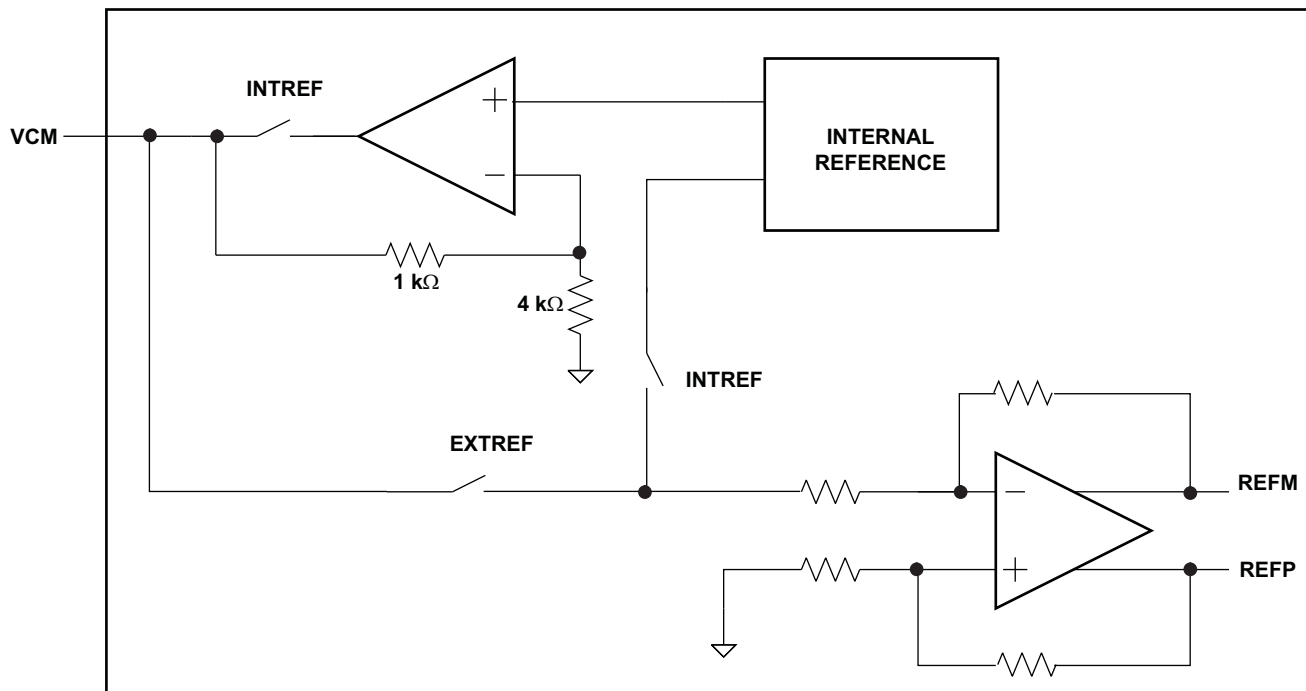 INTREF
VCM
INTERNAL
REFERENCE
+
−
1 kΩ
4 kΩ
INTREF
EXTREF
−
REFM
+
REFP